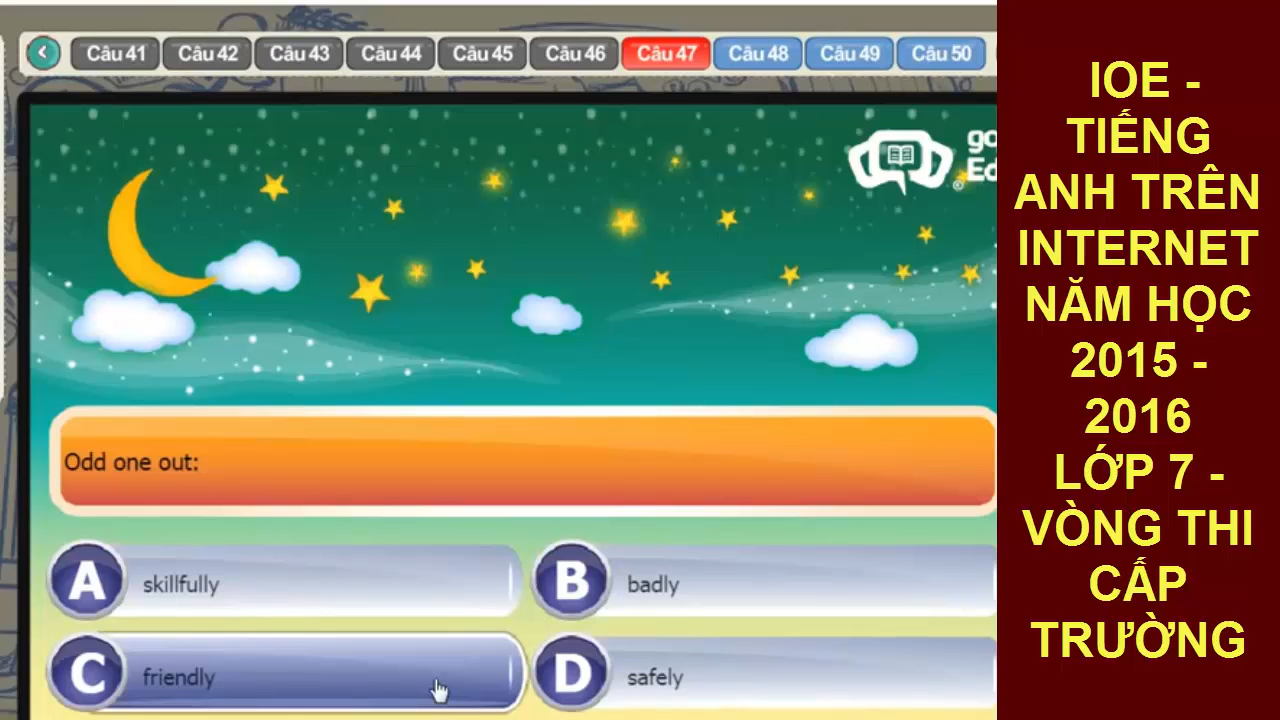 Câu 41 Câu 42 Câu 43 Câu 44 Câu 45 Câu 46 Câu 47 Câu 48 Câu 49 Câu 50
Odd one out:
A skillfully
B badly
C friendly
D safely
IOE -
TIẾNG
ANH TRÊN
INTERNET
NĂM HỌC
2015 -
2016
LỚP 7 -
VÒNG THI
CẤP
TRƯỜNG